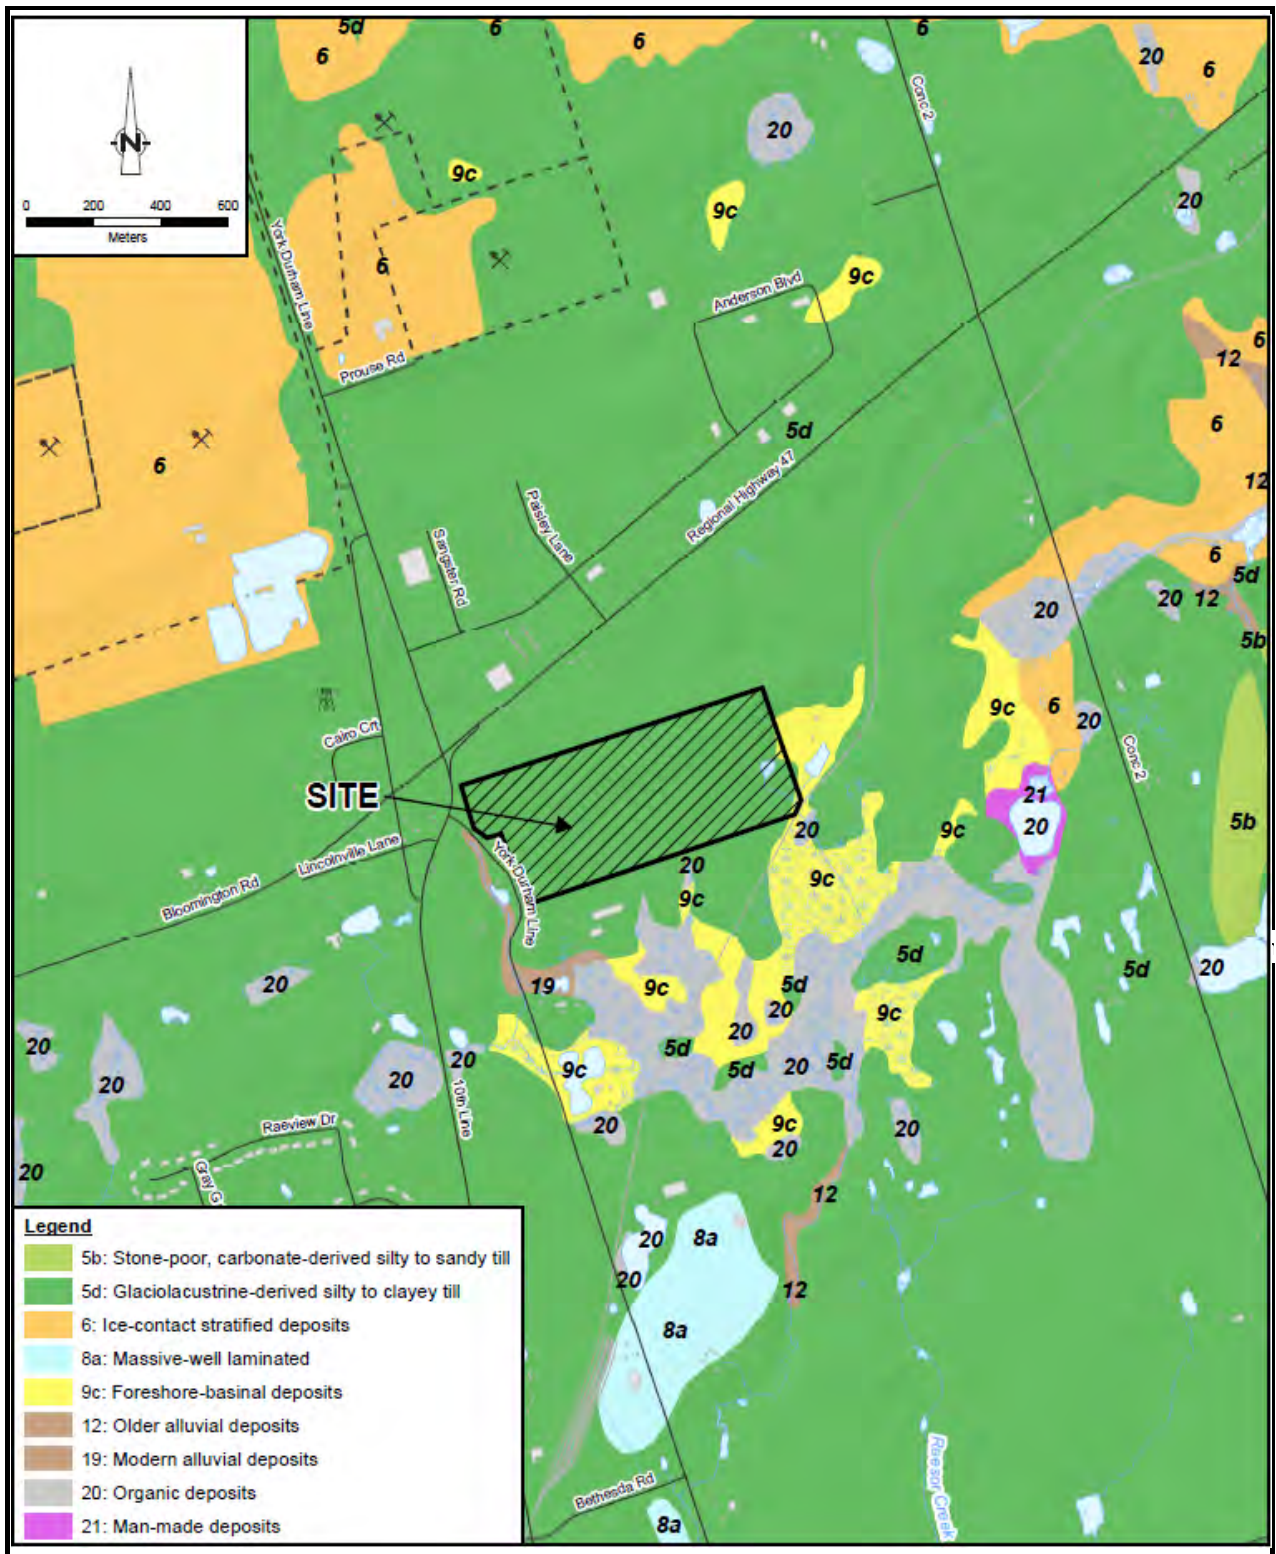 5d
6
6
6
6
20
6
N
0 200 400 600
Meters
Conc 2
20
9c
20
9c
York Durham Line
6
9c
Anderson Blvd
6
12
Prouse Rd
6
5d
6
12
Regional Highway 47
Paisley Lane
Sangster Rd
6
5d
20
20
12
5b
9c
6
20
Cairo Crt
Conc 2
SITE
21
20
5b
20
9c
Lincolnville Lane
York Durham Line
20
9c
9c
Bloomington Rd
5d
5d
20
20
19
9c
5d
20
9c
20
20
5d
20
9c
5d
20
5d
20
20
10th Line
20
9c
20
20
Raeview Dr
20
Gray G
12
20
8a
20
12
8a
Bethesda Rd
8a
Reesor Creek
Legend
5b: Stone-poor, carbonate-derived silty to sandy till
5d: Glaciolacustrine-derived silty to clayey till
6: Ice-contact stratified deposits
8a: Massive-well laminated
9c: Foreshore-basinal deposits
12: Older alluvial deposits
19: Modern alluvial deposits
20: Organic deposits
21: Man-made deposits